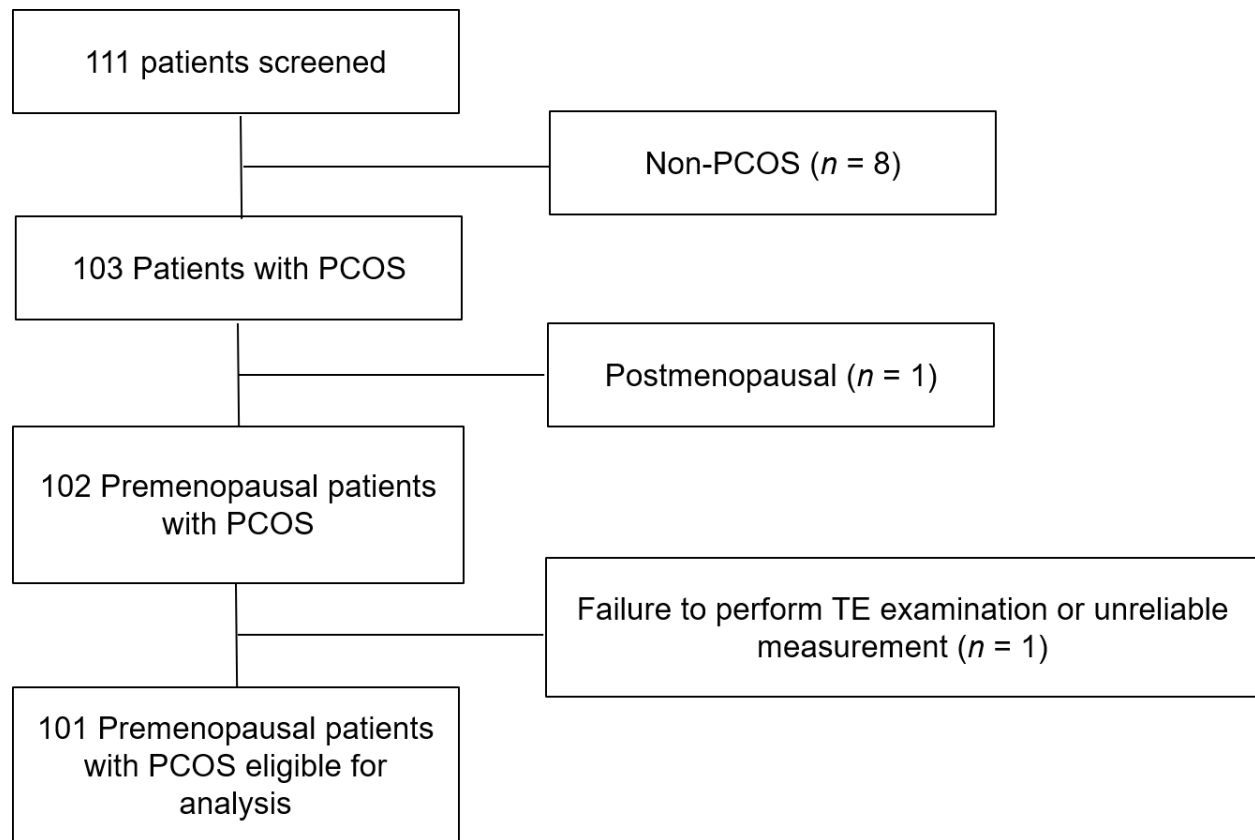 111 patients screened
Non-PCOS (n = 8)
103 Patients with PCOS
Postmenopausal (n = 1)
102 Premenopausal patients
with PCOS
Failure to perform TE examination or unreliable
measurement (n = 1)
101 Premenopausal patients
with PCOS eligible for
analysis